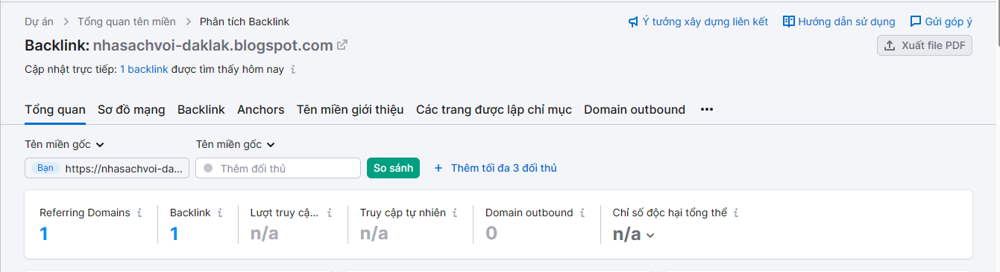 Dự án > Tổng quan tên miền > Phân tích Backlink
Ý tưởng xây dựng liên kết Hướng dẫn sử dụng Gửi góp ý
Backlink: nhasachvoi-daklak.blogspot.com
Xuất file PDF
Cập nhật trực tiếp: 1 backlink được tìm thấy hôm nay i
Tổng quan Sơ đồ mạng Backlink Anchors Tên miền giới thiệu Các trang được lập chỉ mục Domain outbound •••
Tên miền gốc Tên miền gốc
Bạn https://nhasachvoi-da... Thêm đối thủ So sánh + Thêm tối đa 3 đối thủ
Referring Domains i Backlink i Lượt truy cậ... i Truy cập tự nhiên i Domain outbound i Chỉ số độc hại tổng thể i
1 1 n/a n/a 0 n/a